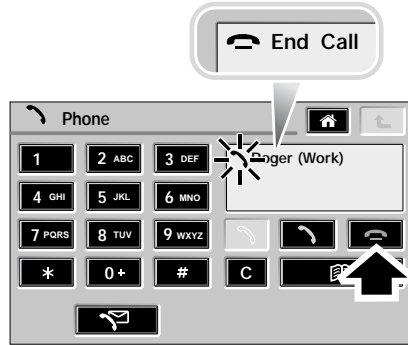 End Call
Phone
1 2 ABC 3 DEF Roger (Work)
4 GHI 5 JKL 6 MNO
7 PQRS 8 TUV 9 WXYZ
* 0+ # C